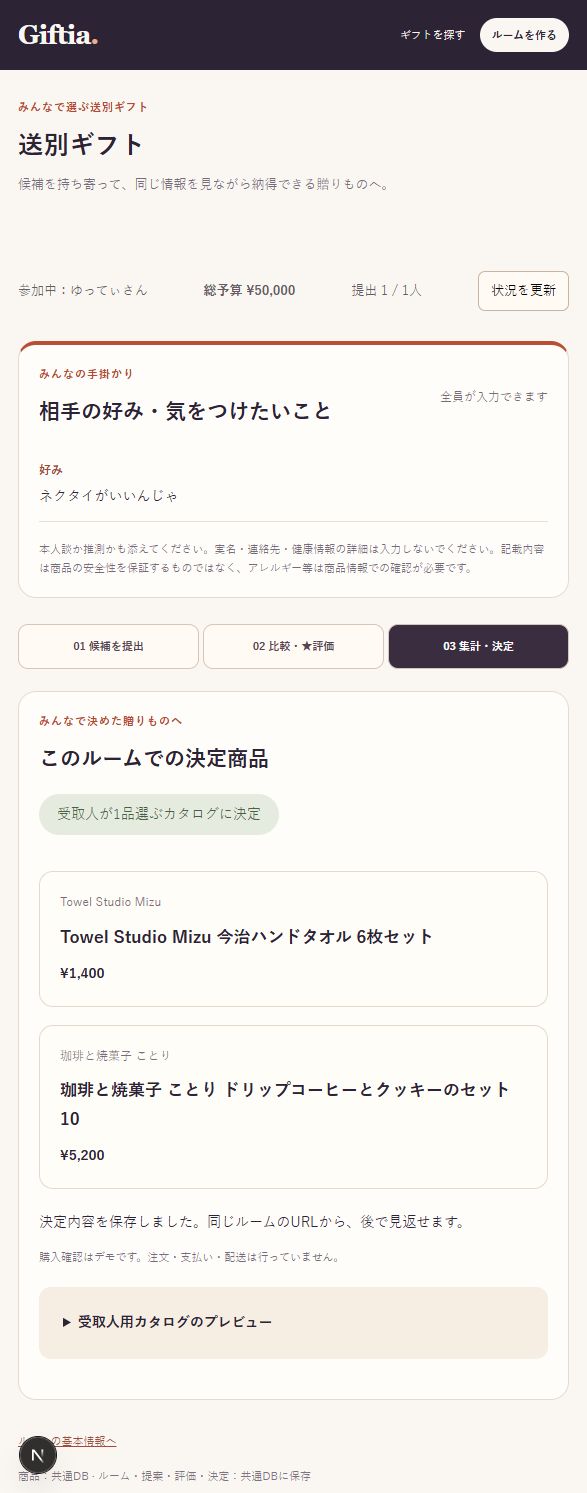 Giftia.
ギフトを探す
ルームを作る
みんなで選ぶ送別ギフト
送別ギフト
候補を持ち寄って、同じ情報を見ながら納得できる贈りものへ。
参加中：ゆってぃさん
総予算 ¥50,000
提出 1 / 1人
状況を更新
みんなの手掛かり
相手の好み・気をつけたいこと
全員が入力できます
好み
ネクタイがいいんじゃ
本人談か推測かも添えてください。実名・連絡先・健康情報の詳細は入力しないでください。記載内容
は商品の安全性を保証するものではなく、アレルギー等は商品情報での確認が必要です。
01 候補を提出
02 比較・★評価
03 集計・決定
みんなで決めた贈りものへ
このルームでの決定商品
受取人が1品選ぶカタログに決定
Towel Studio Mizu
Towel Studio Mizu 今治ハンドタオル 6枚セット
¥1,400
珈琲と焼菓子 ことり
珈琲と焼菓子 ことり ドリップコーヒーとクッキーのセット
10
¥5,200
決定内容を保存しました。同じルームのURLから、後で見返せます。
購入確認はデモです。注文・支払い・配送は行っていません。
▶ 受取人用カタログのプレビュー
の基本情報へ
N
商品：共通DB · ルーム・提案・評価・決定：共通DBに保存